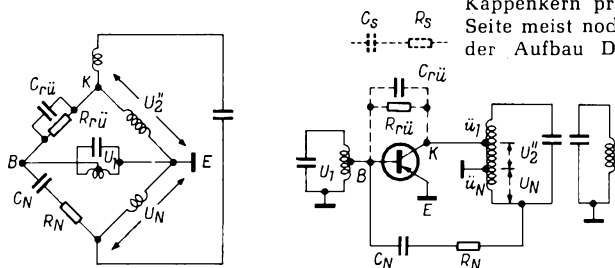 Kappenkern pr
Seite meist noch
der Aufbau D
C_S R_S
C_rü
R_rü
K
U_2''
C_rü
R_rü
B
U_1
E
C_N
R_N
U_N
U_1
B
K
E
ü_1
ü_N
U_2''
U_N
C_N
R_N